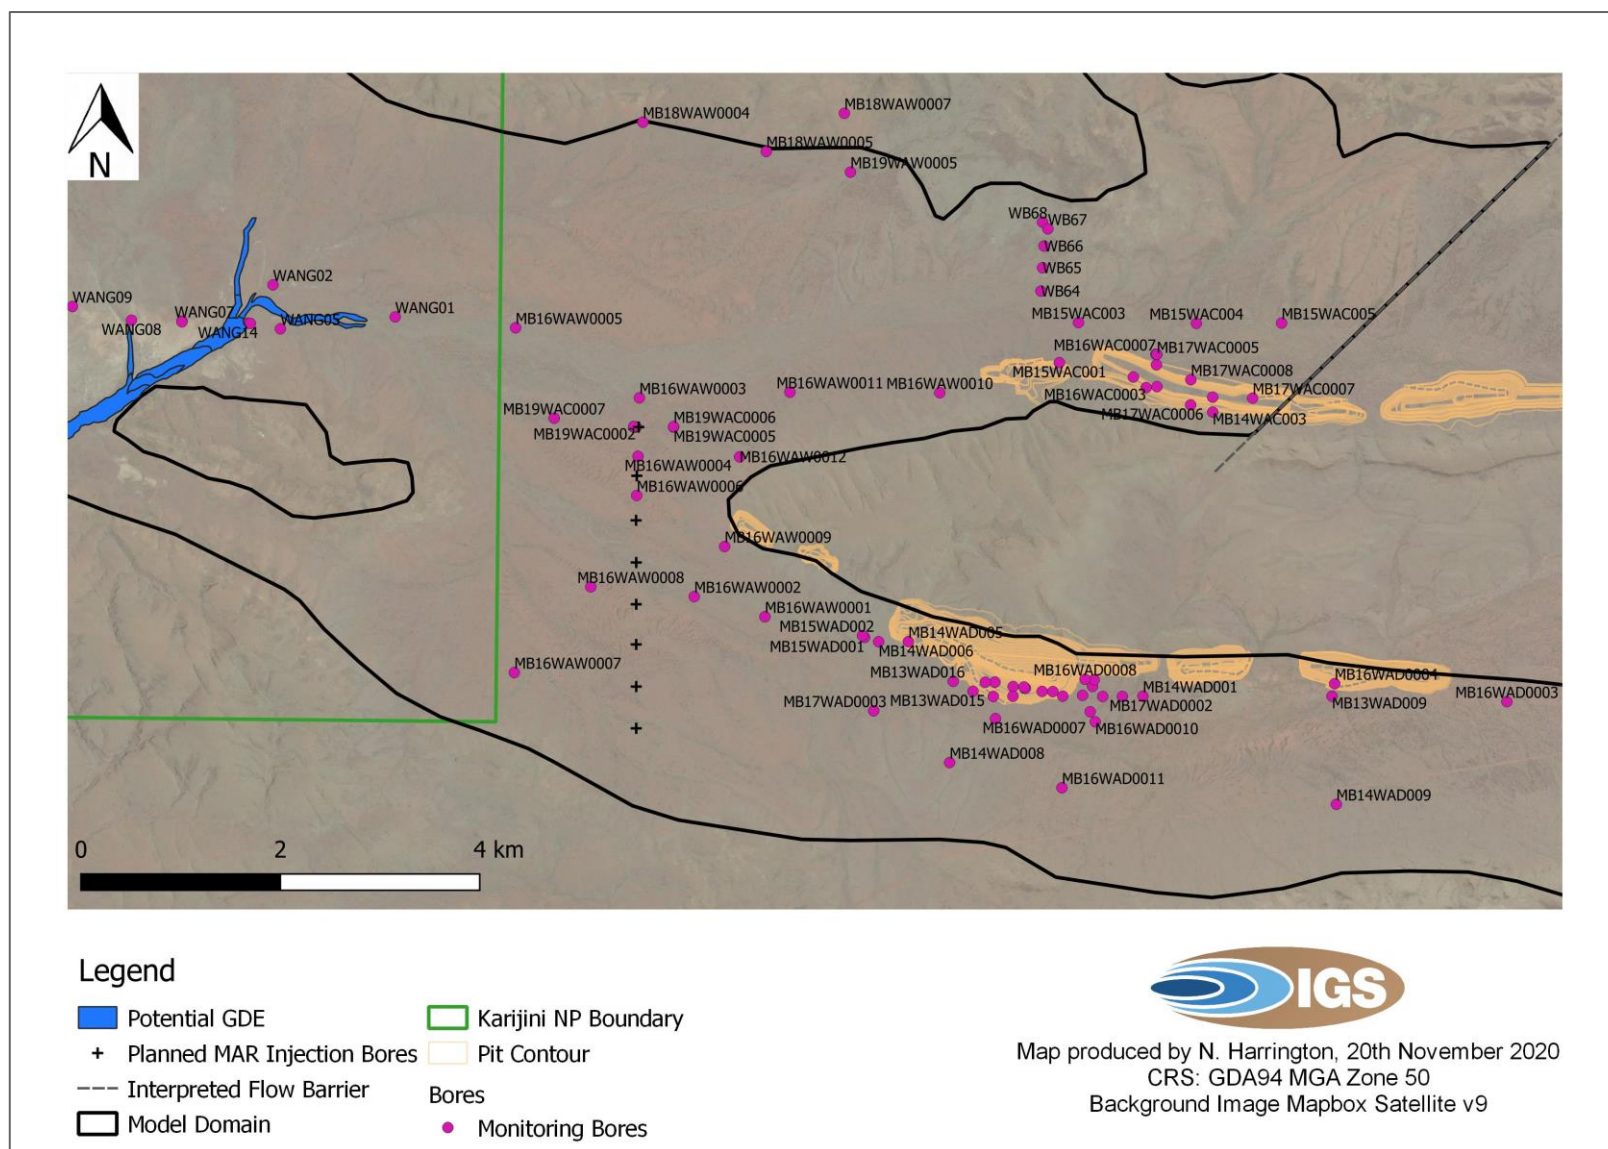 N
MB18WAW0004
MB18WAW0007
MB18WAW0005
MB19WAW0005
WB68
WB67
WB66
WB65
WB64
WANG02
WANG09
WANG07
WANG01
WANG08
WANG14
WANG05
MB16WAW0005
MB15WAC003
MB15WAC004
MB15WAC005
MB16WAC0007
MB17WAC0005
MB15WAC001
MB17WAC0008
MB16WAW0003
MB16WAW0011
MB16WAW0010
MB16WAC0003
MB17WAC0007
MB19WAC0007
MB19WAC0006
MB17WAC0006
MB14WAC003
MB19WAC0002
MB19WAC0005
MB16WAW0004
MB16WAW0012
MB16WAW0006
MB16WAW0009
MB16WAW0008
MB16WAW0002
MB16WAW0001
MB15WAD002
MB14WAD005
MB15WAD001
MB14WAD006
MB16WAW0007
MB13WAD016
MB16WAD0008
MB16WAD0004
MB14WAD001
MB16WAD0003
MB17WAD0003
MB13WAD015
MB17WAD0002
MB13WAD009
MB16WAD0007
MB16WAD0010
MB14WAD008
MB16WAD0011
MB14WAD009
0 2 4 km
Legend
Potential GDE
Planned MAR Injection Bores
Interpreted Flow Barrier
Model Domain
Karijini NP Boundary
Pit Contour
Bores
Monitoring Bores
IGS
Map produced by N. Harrington, 20th November 2020
CRS: GDA94 MGA Zone 50
Background Image Mapbox Satellite v9